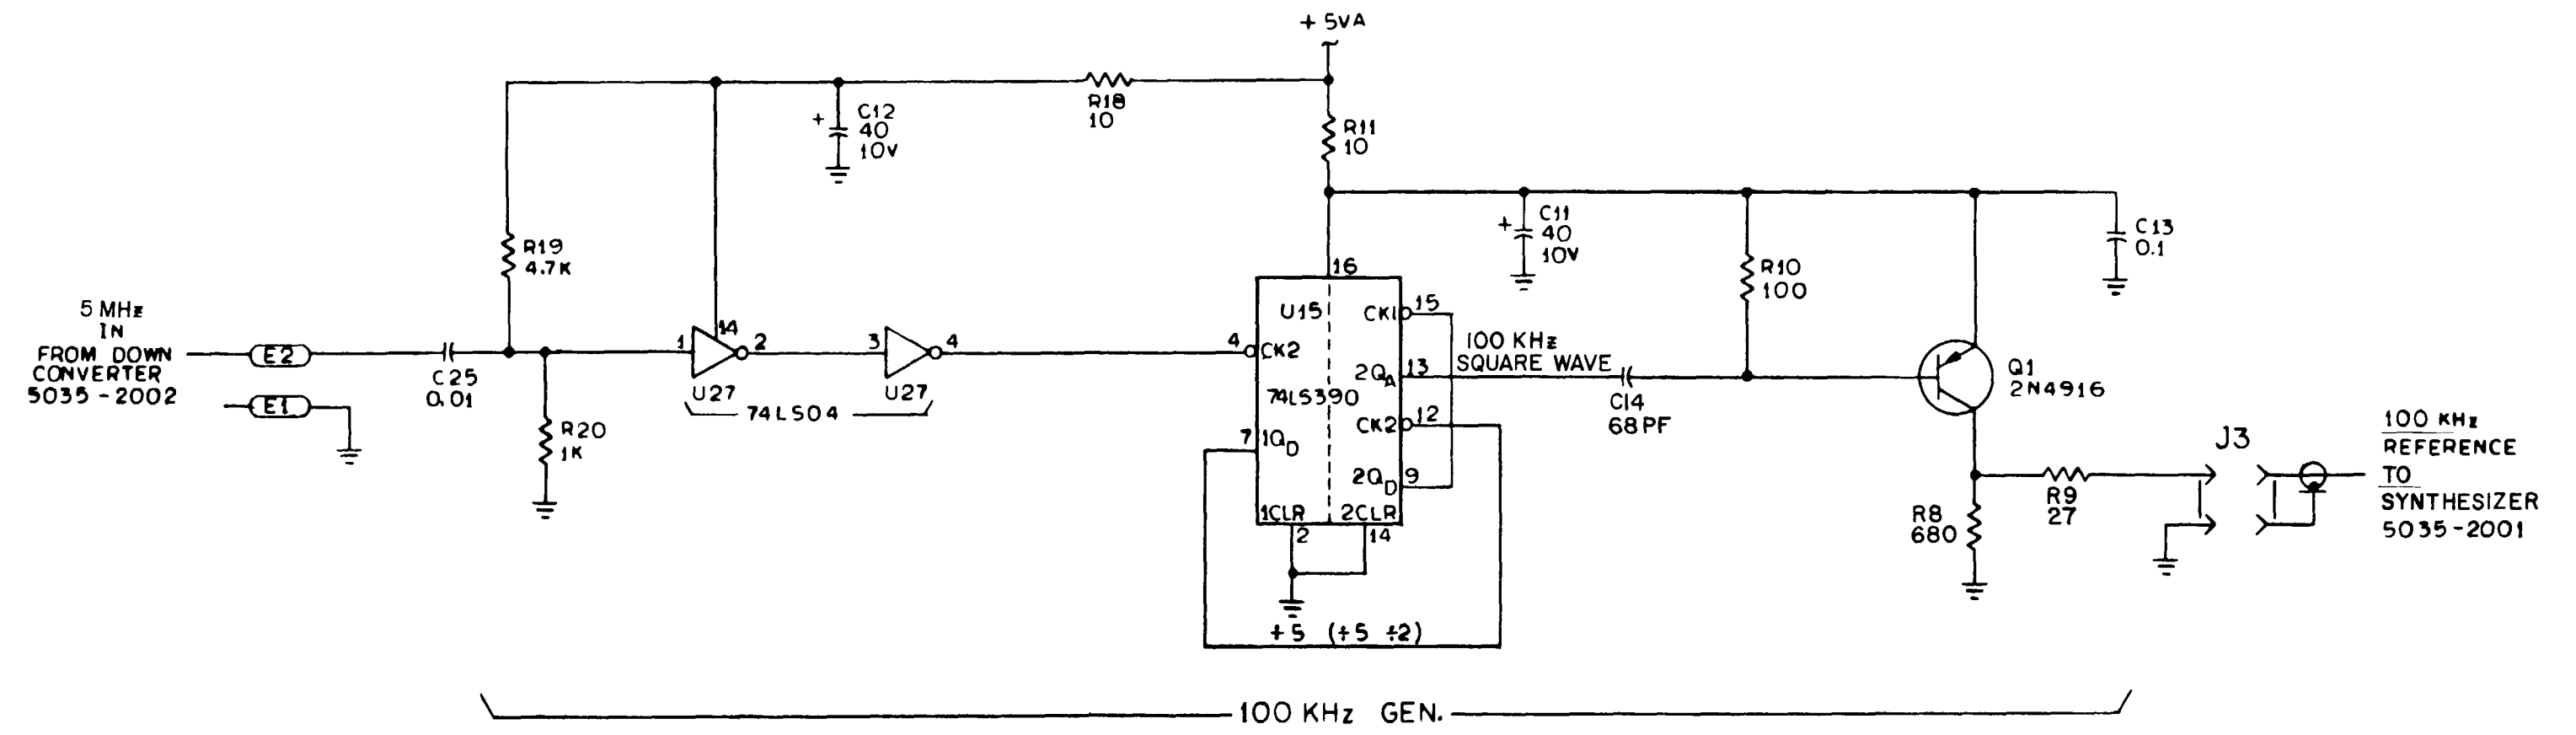 + 5VA
C12
40
10V
+
R18
10
R11
10
R19
4.7K
C11
40
10V
+
C13
0.1
R10
100
5 MHz
IN
FROM DOWN
CONVERTER
5035-2002
E2
E1
C25
0.01
R20
1K
1
14
2
U27
3
4
U27
74LS04
16
U15
CK1
15
4
CK2
100 KHz
SQUARE WAVE
2QA
13
74LS390
CK2
12
7
1QD
2QD
9
1CLR
2CLR
2
14
+5 (+5 ÷2)
C14
68PF
Q1
2N4916
R8
680
R9
27
J3
100 KHz
REFERENCE
TO
SYNTHESIZER
5035-2001
100 KHz GEN.